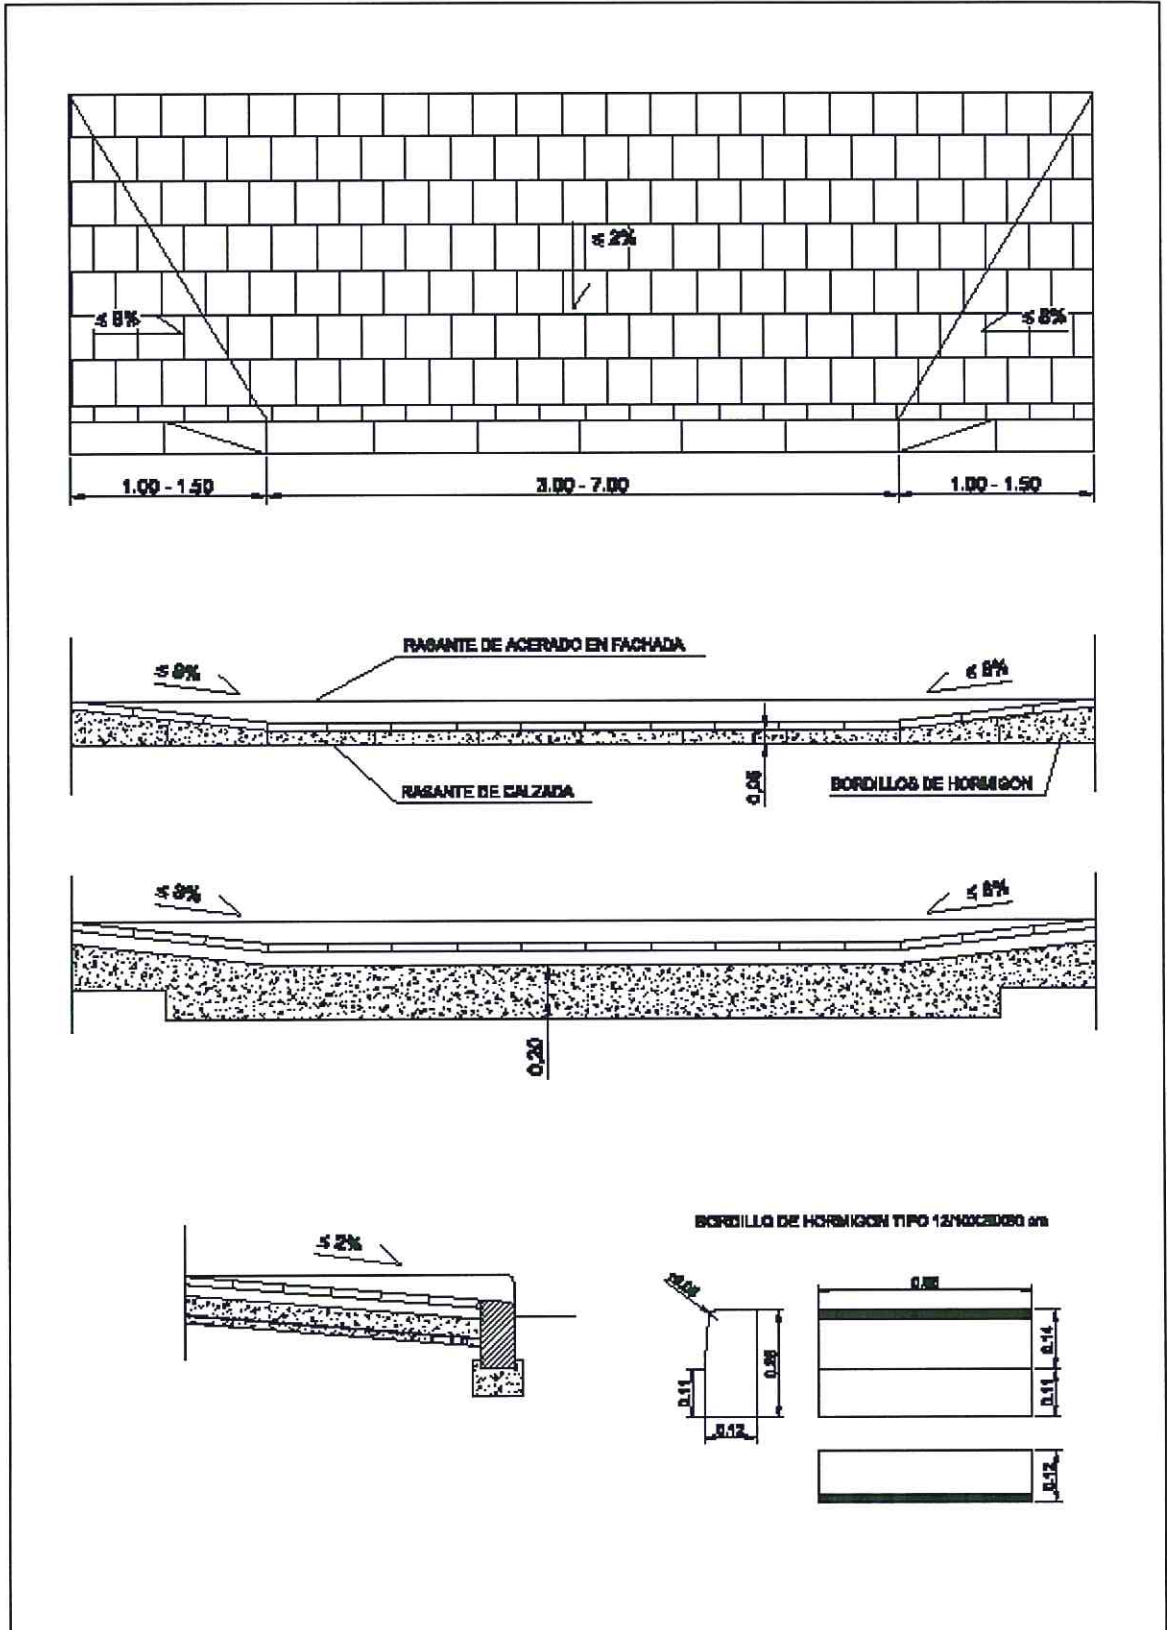 ≤ 2%
≤ 8%
≤ 8%
1.00 - 1.50
3.00 - 7.00
1.00 - 1.50
RASANTE DE ACERADO EN FACHADA
≤ 8%
≤ 8%
RASANTE DE CALZADA
0,05
BORDILLOS DE HORMIGON
≤ 8%
≤ 8%
0,20
≤ 2%
BORDILLO DE HORMIGON TIPO
0.11
0.12
0.14
0.11
0.12